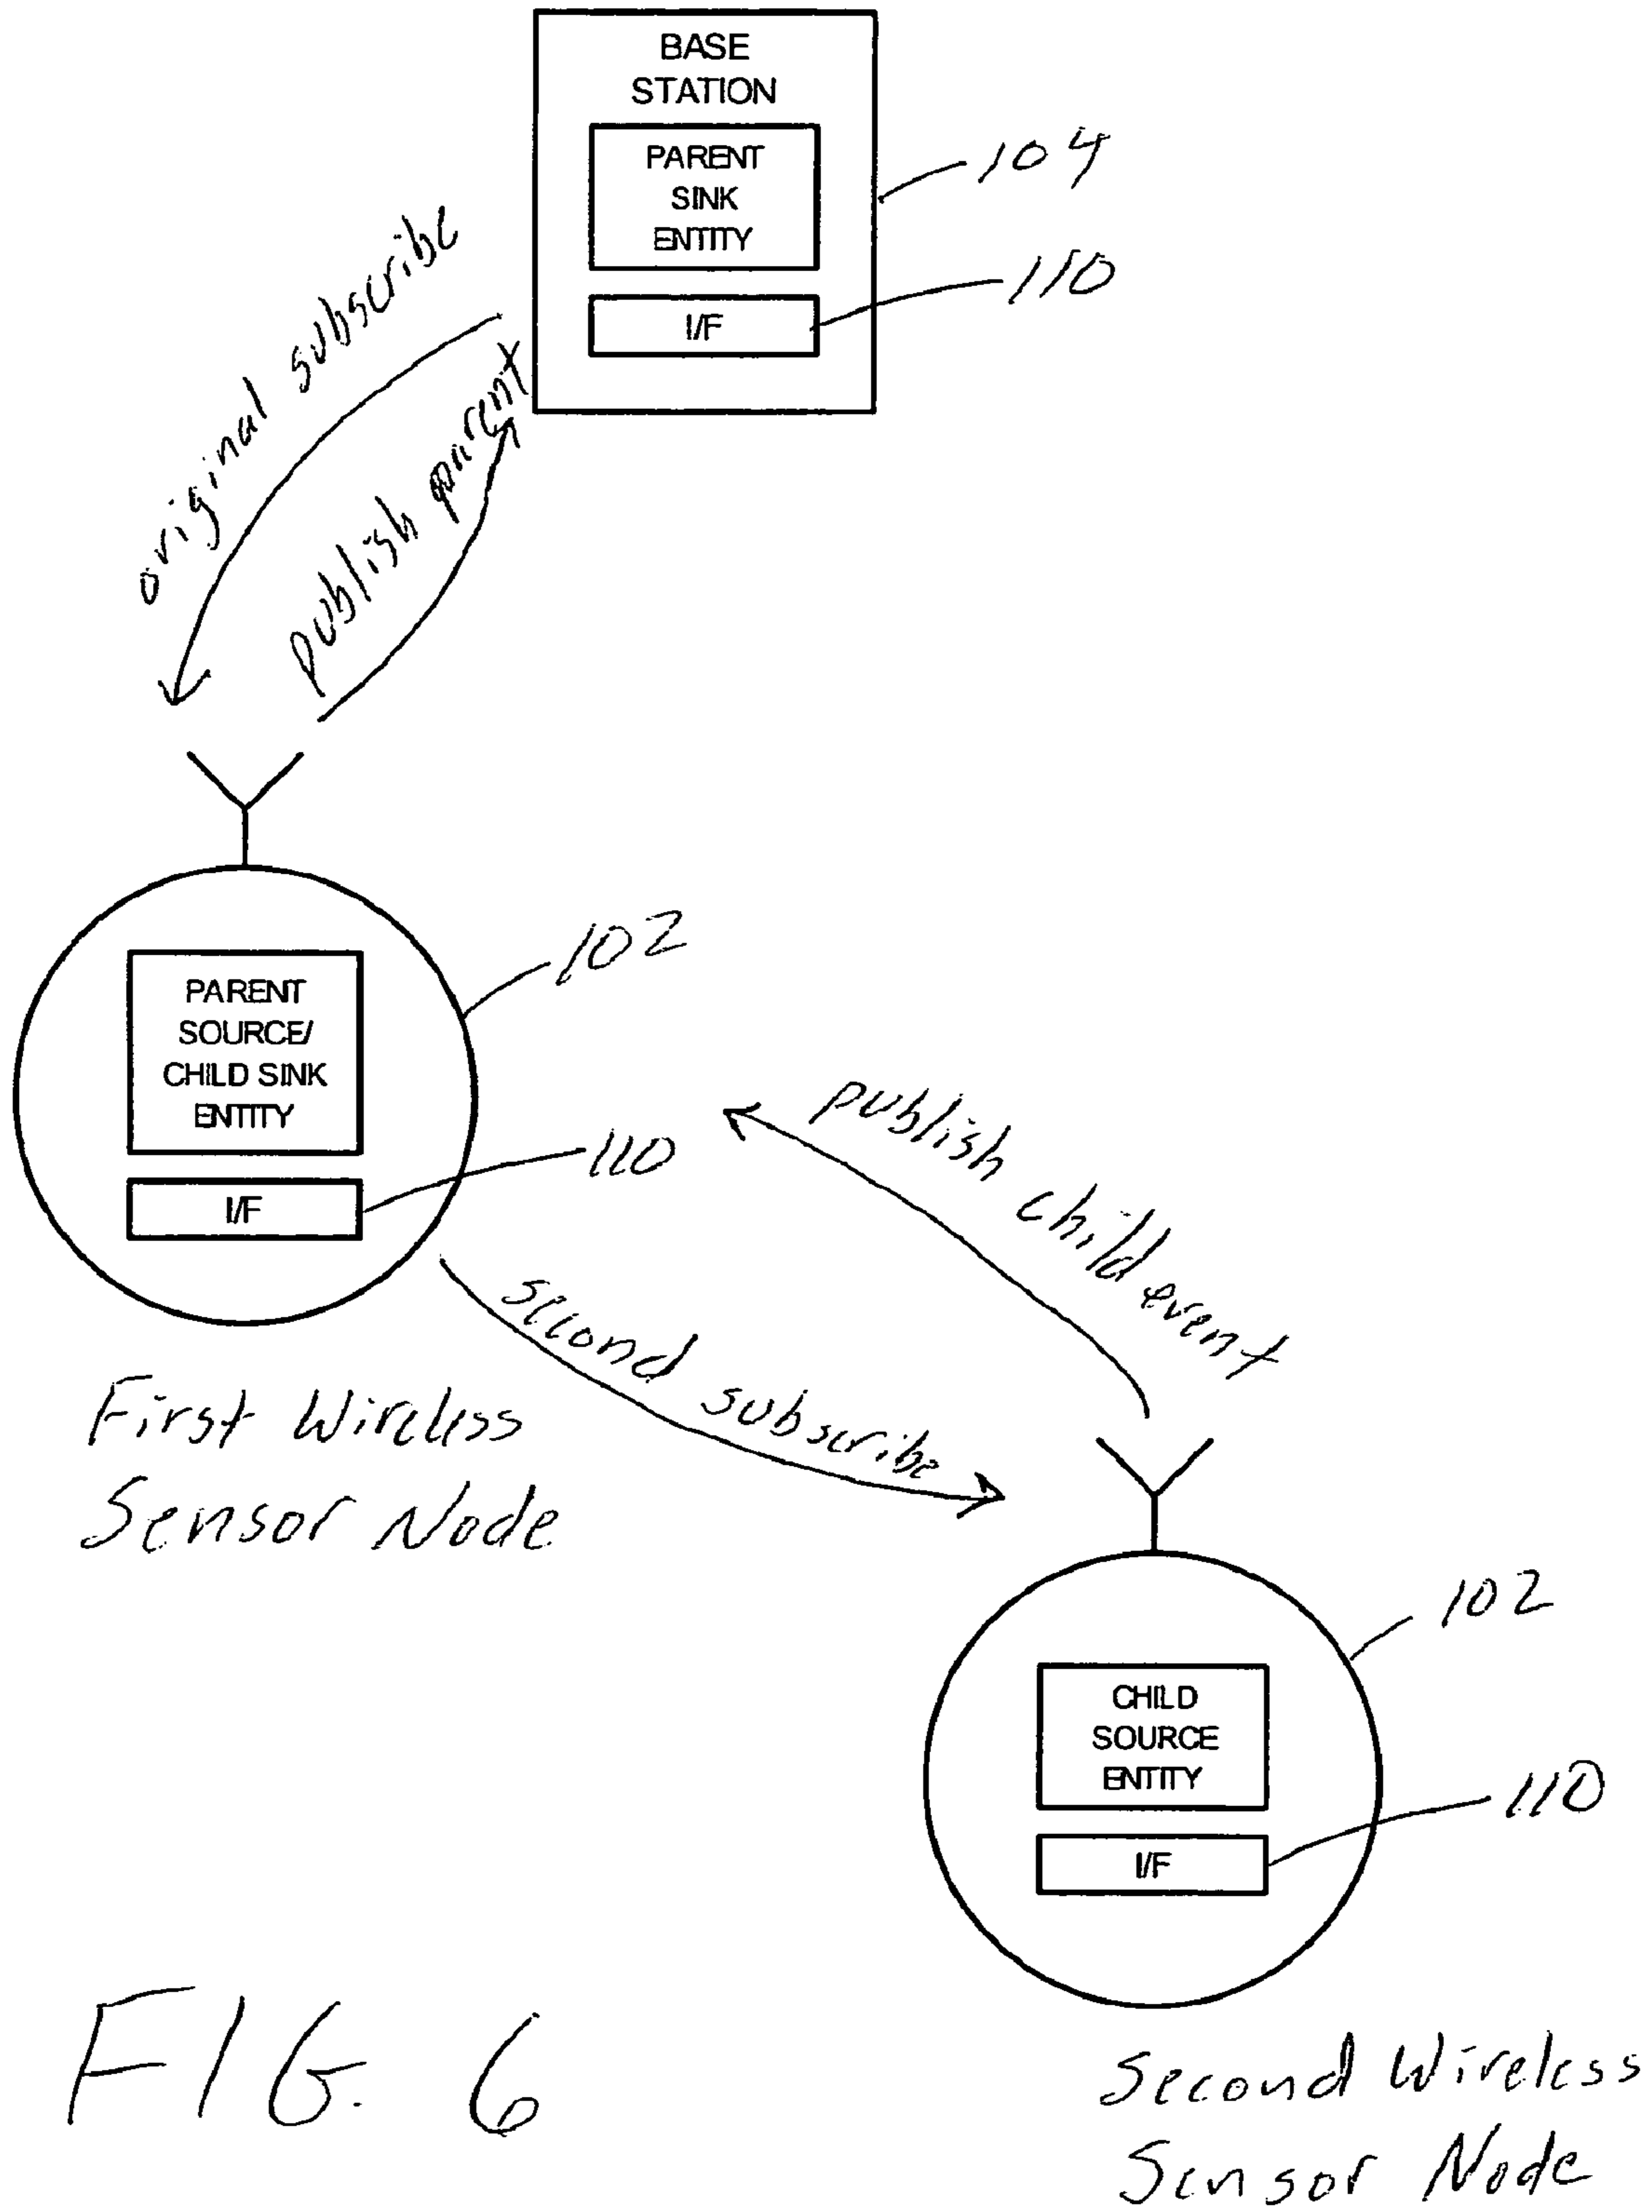 BASE
STATION
PARENT
SINK
ENTITY
104
I/F
110
original subscribe
publish parent
PARENT
SOURCE/
CHILD SINK
ENTITY
102
I/F
110
publish child event
second subscribe
First Wireless
Sensor Node
CHILD
SOURCE
ENTITY
102
I/F
110
FIG. 6
Second Wireless
Sensor Node